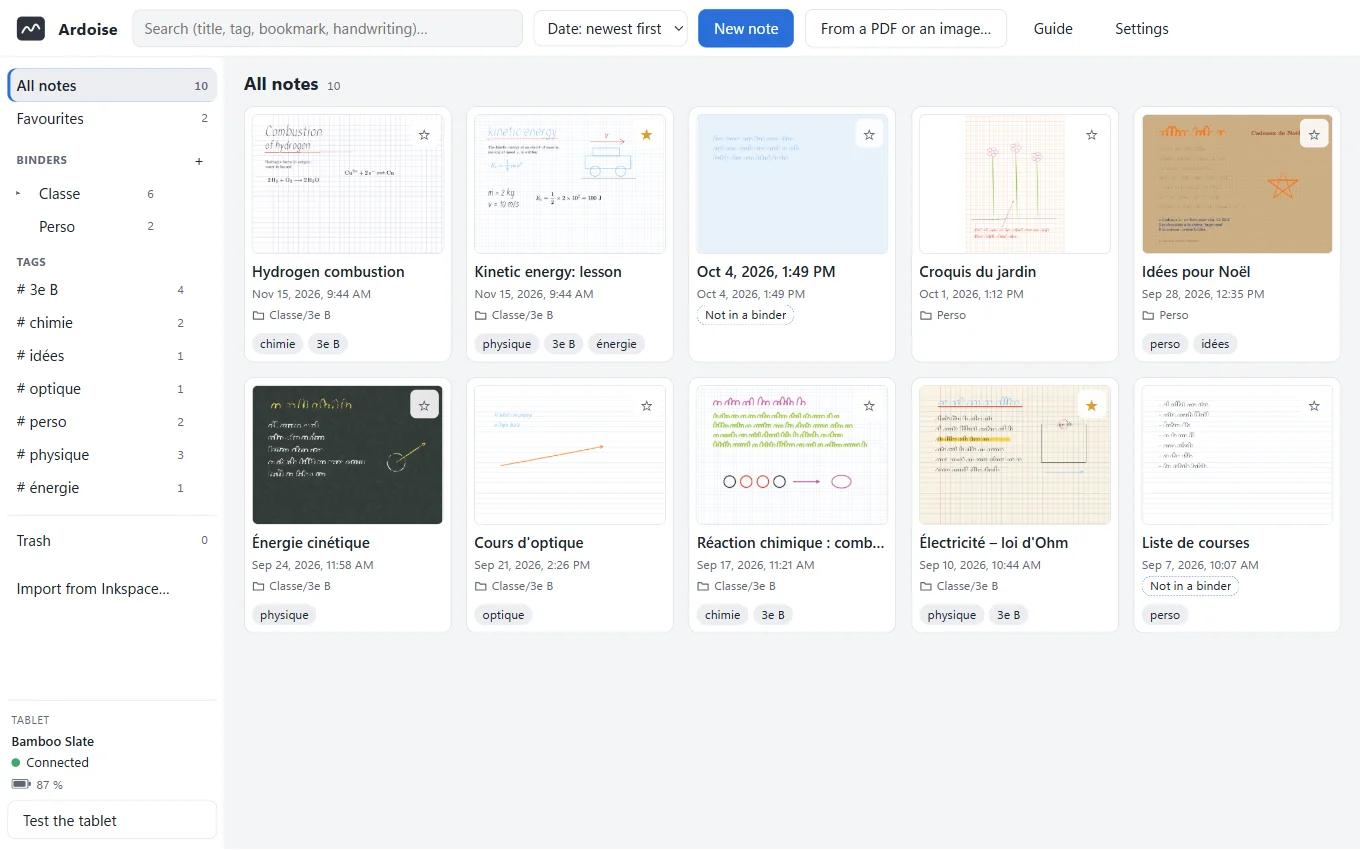 Ardoise
Search (title, tag, bookmark, handwriting)...
Date: newest first
New note
From a PDF or an image...
Guide
Settings
All notes 10
Favourites 2
BINDERS +
Classe 6
Perso 2
TAGS
# 3e B 4
# chimie 2
# idées 1
# optique 1
# perso 2
# physique 3
# énergie 1
Trash 0
Import from Inkspace...
TABLET
Bamboo Slate
Connected
87 %
Test the tablet
All notes 10
Combustion
of hydrogen
2H₂ + O₂ ⟶ 2H₂O
Cu²⁺ + 2e⁻ ⟶ Cu
Hydrogen combustion
Nov 15, 2026, 9:44 AM
Classe/3e B
chimie 3e B
kinetic energy
v
m = 2 kg
v = 10 m/s
Kinetic energy: lesson
Nov 15, 2026, 9:44 AM
Classe/3e B
physique 3e B énergie
Oct 4, 2026, 1:49 PM
Oct 4, 2026, 1:49 PM
Not in a binder
Croquis du jardin
Oct 1, 2026, 1:12 PM
Perso
Cadeaux de Noël
Idées pour Noël
Sep 28, 2026, 12:35 PM
Perso
perso idées
Énergie cinétique
Sep 24, 2026, 11:58 AM
Classe/3e B
physique
Cours d'optique
Sep 21, 2026, 2:26 PM
Classe/3e B
optique
Réaction chimique : comb...
Sep 17, 2026, 11:21 AM
Classe/3e B
chimie 3e B
Électricité – loi d'Ohm
Sep 10, 2026, 10:44 AM
Classe/3e B
physique 3e B
Liste de courses
Sep 7, 2026, 10:07 AM
Not in a binder
perso